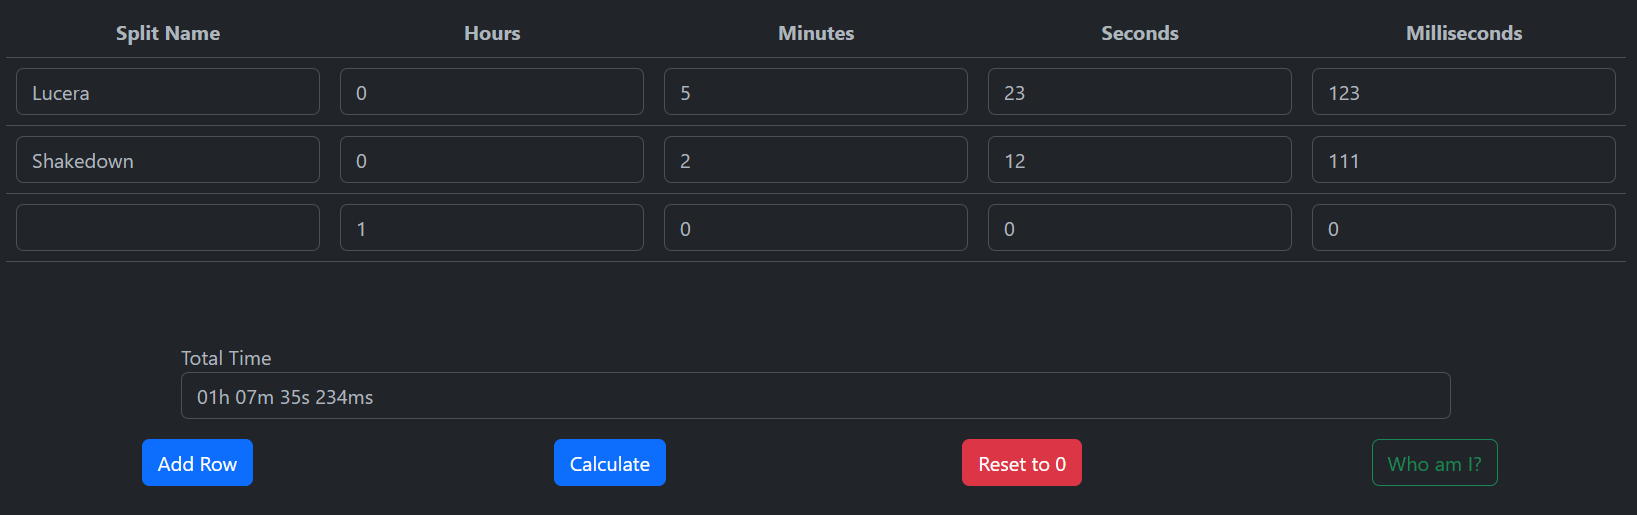 Split Name Hours Minutes Seconds Milliseconds
Lucera 0 5 23 123
Shakedown 0 2 12 111
1 0 0 0
Total Time
01h 07m 35s 234ms
Add Row Calculate Reset to 0 Who am I?